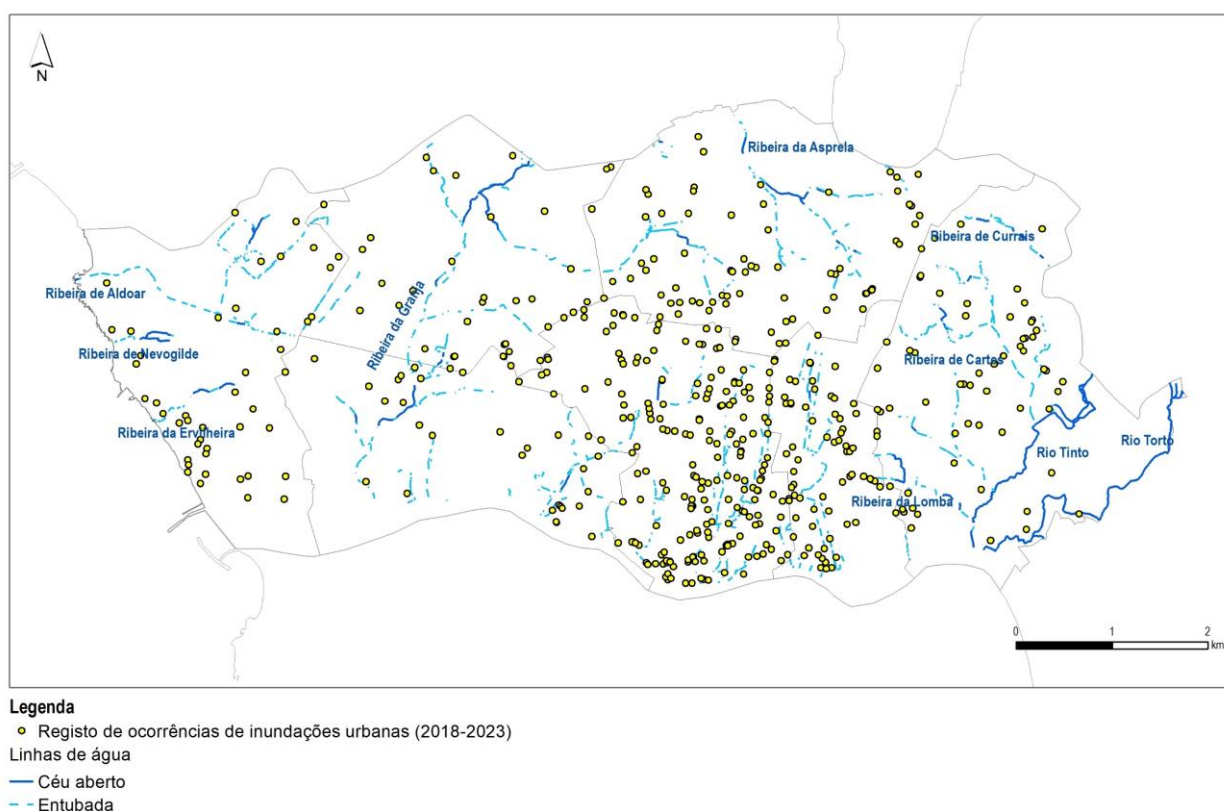 N
Ribeira da Asprela
Ribeira de Currais
Ribeira de Aldoar
Ribeira da Granja
Ribeira de Nevogilde
Ribeira de Cartes
Ribeira da Ervilheira
Rio Tinto
Rio Torto
Ribeira da Lomba
0 1 2
km
Legenda
Registo de ocorrências de inundações urbanas (2018-2023)
Linhas de água
Céu aberto
Entubada